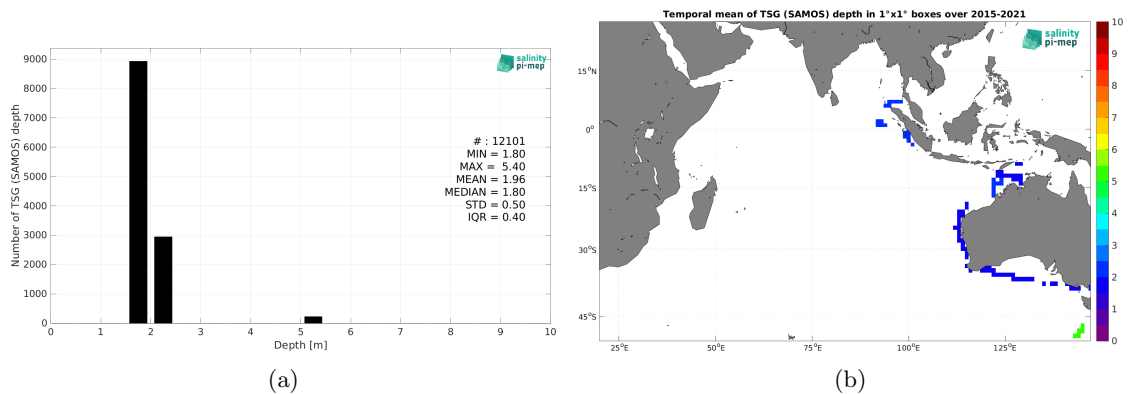 9000
8000
7000
6000
5000
4000
3000
2000
1000
0
Number of TSG (SAMOS) depth
salinity
pi-mep
# : 12101
MIN = 1.80
MAX = 5.40
MEAN = 1.96
MEDIAN = 1.80
STD = 0.50
IQR = 0.40
0 1 2 3 4 5 6 7 8 9 10
Depth [m]
(a)
Temporal mean of TSG (SAMOS) depth in 1°x1° boxes over 2015-2021
salinity
pi-mep
15°N
0°
15°S
30°S
45°S
25°E 50°E 75°E 100°E 125°E
10
9
8
7
6
5
4
3
2
1
0
(b)